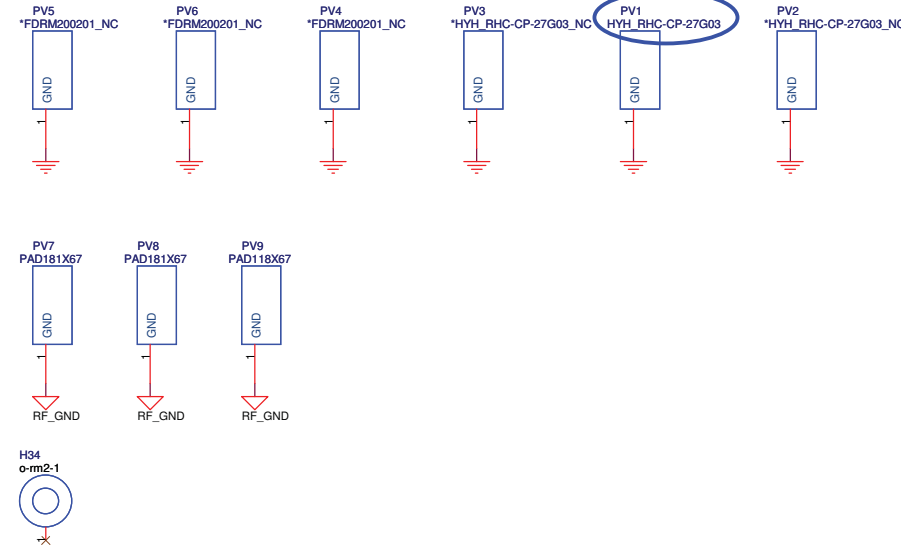 PV5
*FDRM200201_NC
PV6
*FDRM200201_NC
PV4
*FDRM200201_NC
PV3
*HYH_RHC-CP-27G03_NC
PV1
HYH_RHC-CP-27G03
PV2
*HYH_RHC-CP-27G03_NC
GND
GND
GND
GND
GND
GND
1
1
1
1
1
1
PV7
PAD181X67
PV8
PAD181X67
PV9
PAD118X67
GND
GND
GND
1
1
1
RF_GND
RF_GND
RF_GND
H34
o-rm2-1
1